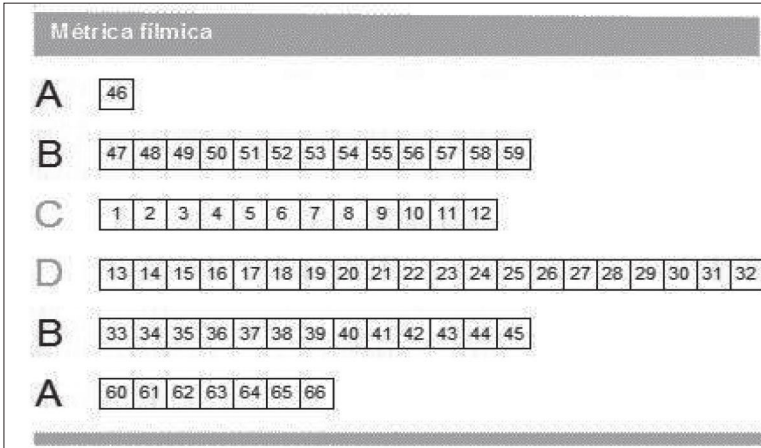 Métrica fílmica
A 46
B 47 48 49 50 51 52 53 54 55 56 57 58 59
C 1 2 3 4 5 6 7 8 9 10 11 12
D 13 14 15 16 17 18 19 20 21 22 23 24 25 26 27 28 29 30 31 32
B 33 34 35 36 37 38 39 40 41 42 43 44 45
A 60 61 62 63 64 65 66